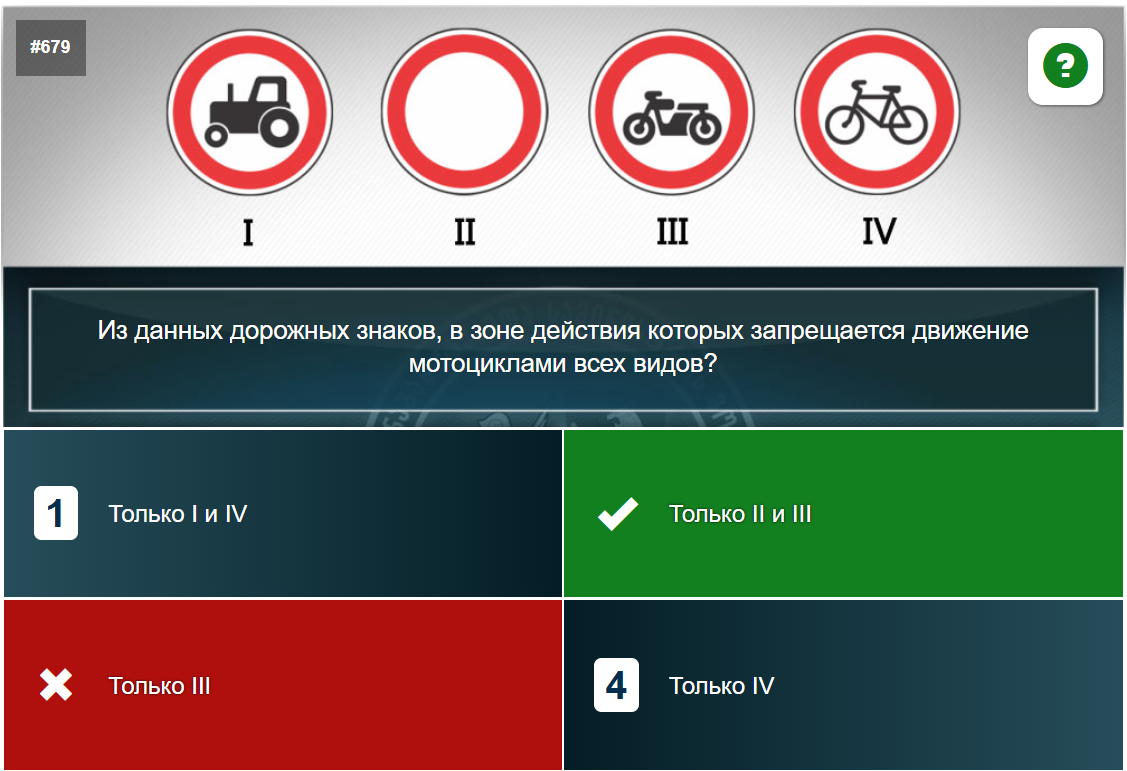 #679
?
I
II
III
IV
Из данных дорожных знаков, в зоне действия которых запрещается движение
мотоциклами всех видов?
1
Только I и IV
Только II и III
Только III
4
Только IV